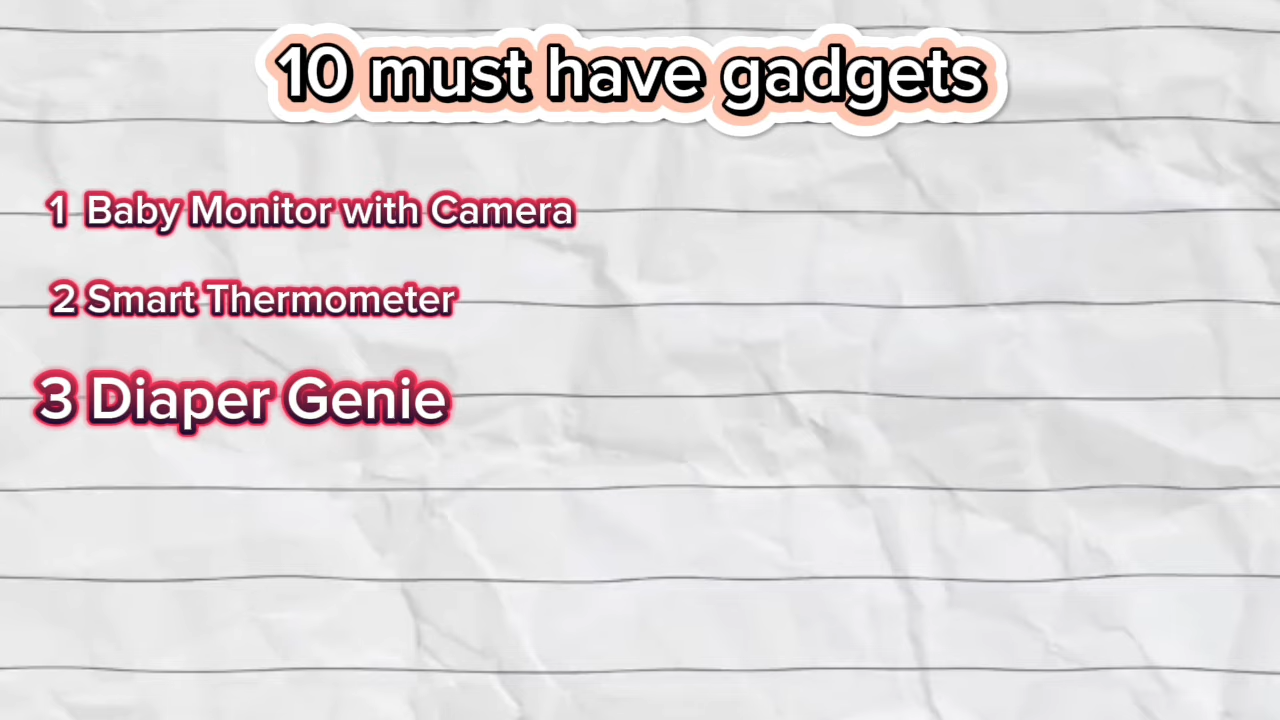 10 must have gadgets
1 Baby Monitor with Camera
2 Smart Thermometer
3 Diaper Genie